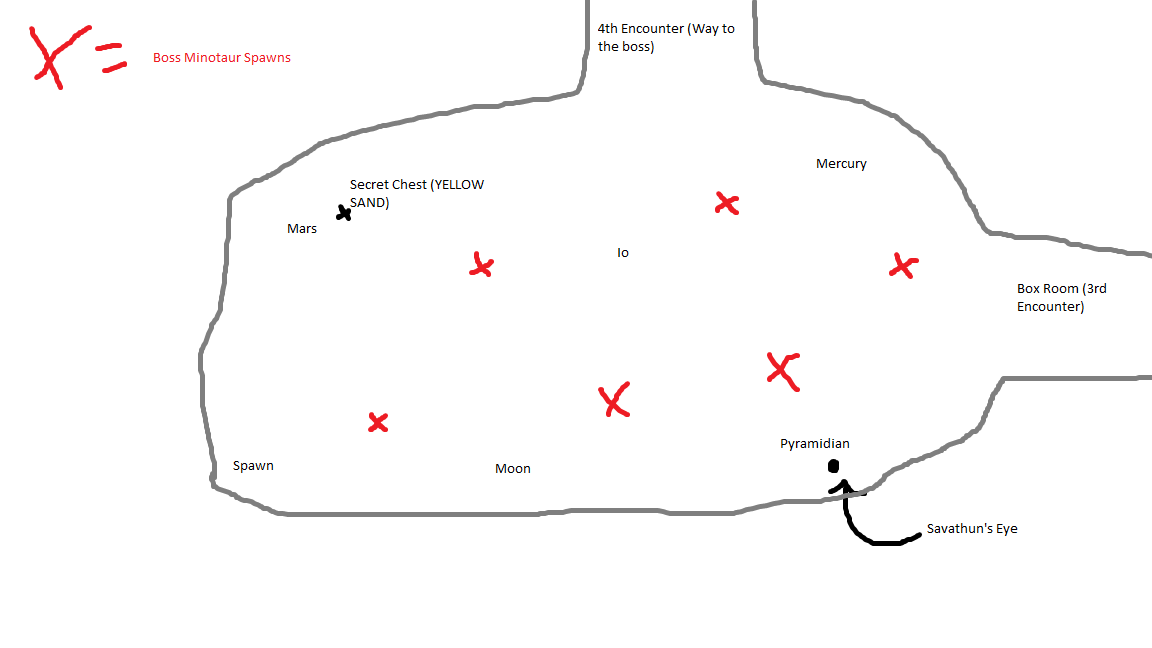 X=
Boss Minotaur Spawns
4th Encounter (Way to
the boss)
Mercury
Secret Chest (YELLOW
SAND)
Mars
Io
Box Room (3rd
Encounter)
Pyramidian
Spawn
Moon
Savathun's Eye